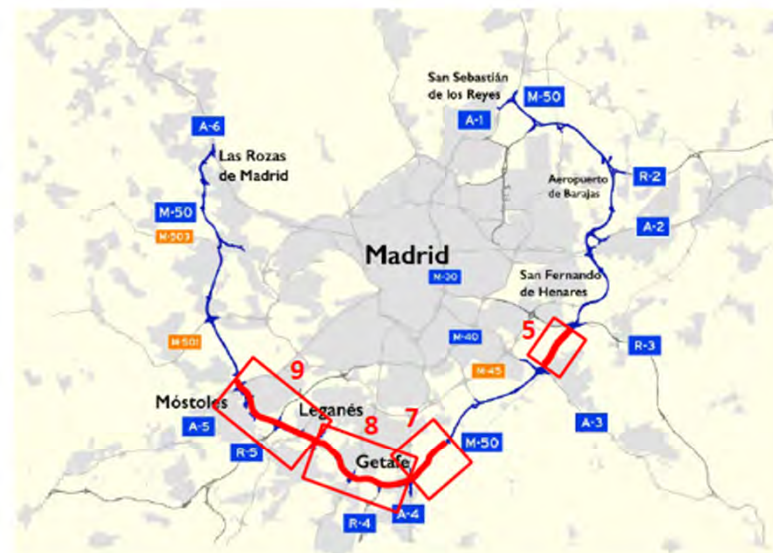 San Sebastián
de los Reyes
M-50
A-1
A-6
Las Rozas
de Madrid
Aeropuerto
de Barajas
R-2
M-50
M-503
A-2
Madrid
M-30
San Fernando
de Henares
5
M-40
M-501
R-3
9
M-45
Móstoles
Leganés
7
A-5
8
A-3
R-5
Getafe
M-50
R-4
A-4